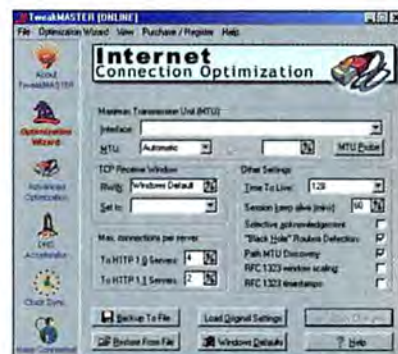 TweakMASTER [ONLINE]
File Optimization Wizard View Purchase / Register Help
Internet
Connection Optimization
About
TweakMASTER
Optimization
Wizard
Advanced
Optimization
DNS
Accelerator
Clock Sync
Keep Connected
Maximum Transmission Unit (MTU)
Interface:
MTU: Automatic
MTU Probe
TCP Receive Window
RWIN: Windows Default
Set to:
Max. connections per server
To HTTP 1.0 Servers: 4
To HTTP 1.1 Servers: 2
Other Settings
Time To Live: 128
Session keep alive (mins): 60
Selective acknowledgement
"Black Hole" Routers Detection
Path MTU Discovery
RFC 1323 window scaling
RFC 1323 timestamps
Backup To File
Load Original Settings
Restore From File
Windows Defaults
? Help